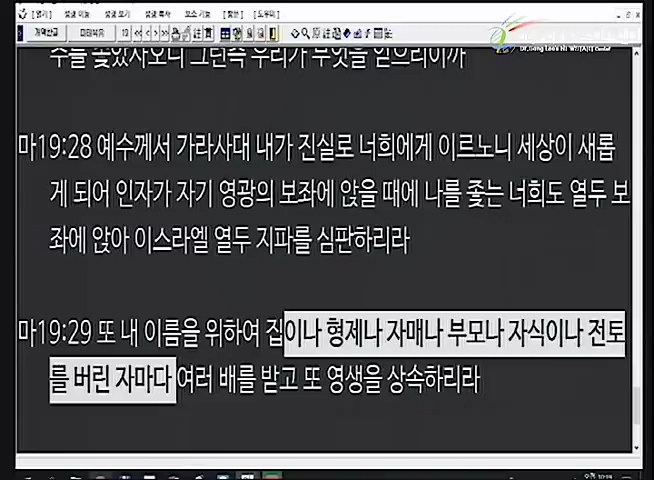 개역한글
수를 좇았사오니 그런즉 우리가 무엇을 얻으리이까
마19:28 예수께서 가라사대 내가 진실로 너희에게 이르노니 세상이 새롭
게 되어 인자가 자기 영광의 보좌에 앉을 때에 나를 좇는 너희도 열두 보
좌에 앉아 이스라엘 열두 지파를 심판하리라
마19:29 또 내 이름을 위하여 집이나 형제나 자매나 부모나 자식이나 전토
를 버린 자마다 여러 배를 받고 또 영생을 상속하리라